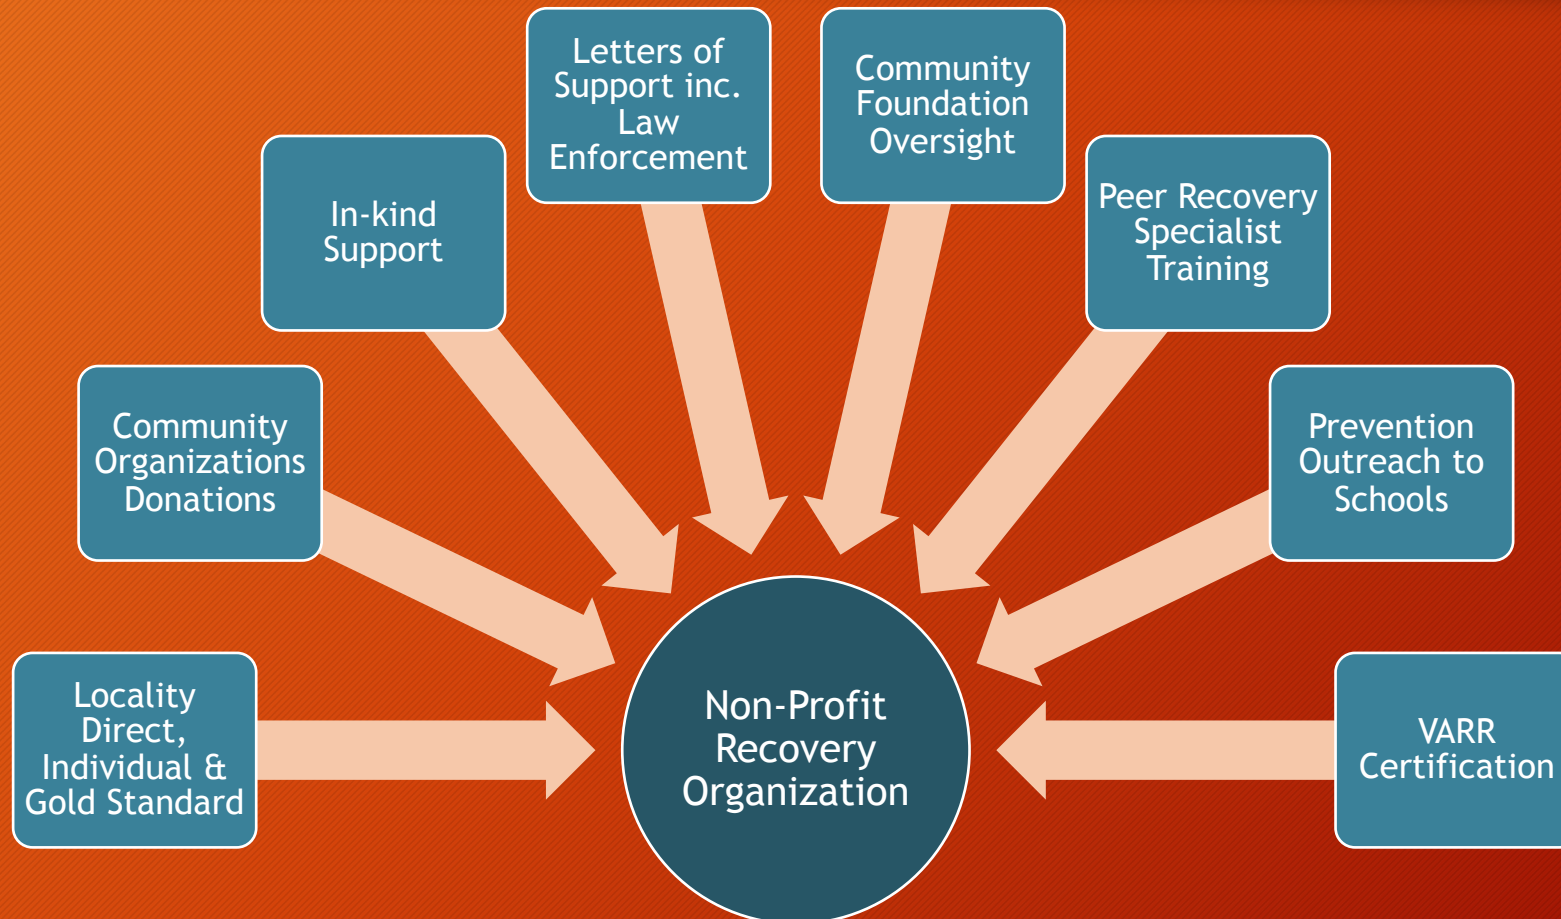 Letters of
Support inc.
Law
Enforcement
Community
Foundation
Oversight
In-kind
Support
Peer Recovery
Specialist
Training
Community
Organizations
Donations
Prevention
Outreach to
Schools
Locality
Direct,
Individual &
Gold Standard
Non-Profit
Recovery
Organization
VARR
Certification